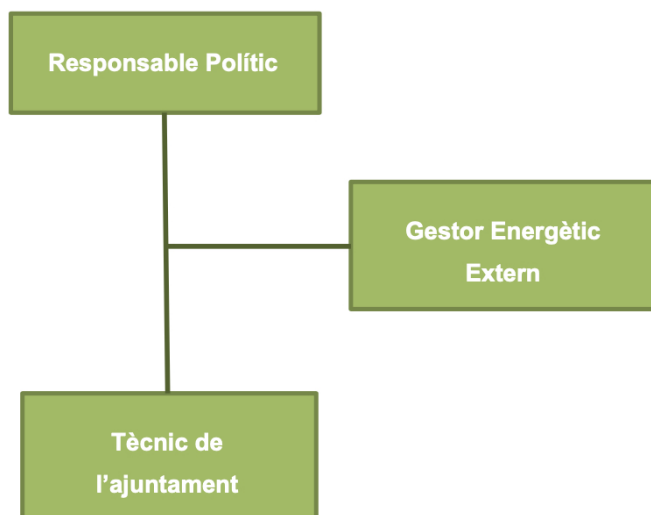 Responsable Polític
Gestor Energètic
Extern
Tècnic de
l’ajuntament